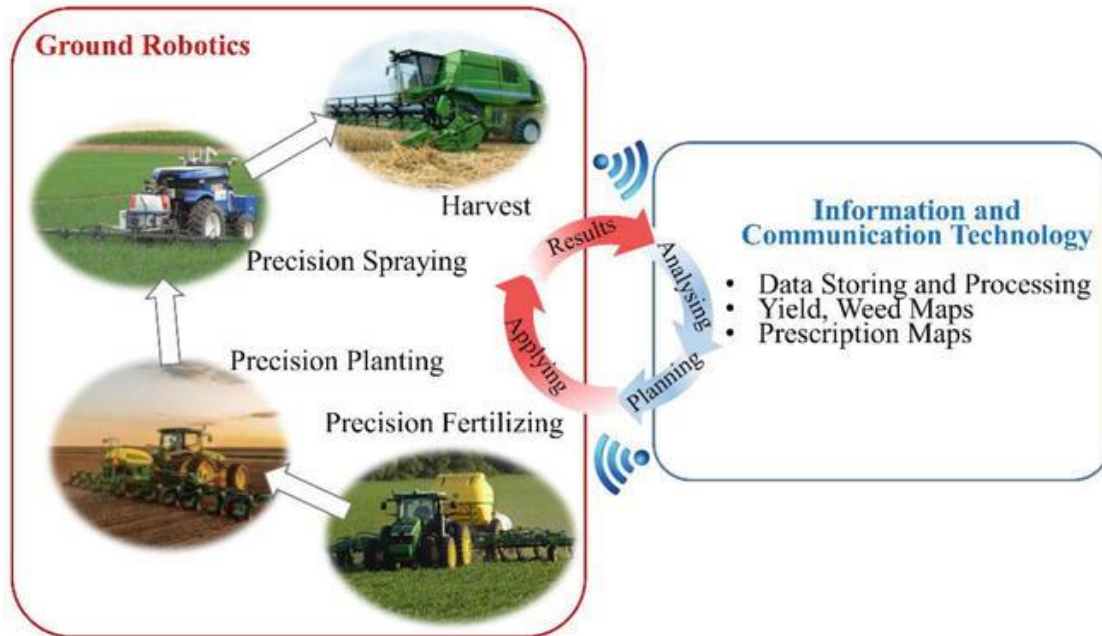 Ground Robotics
Harvest
Precision Spraying
Precision Planting
Precision Fertilizing
Results
Analysing
Planning
Applying
Information and
Communication Technology
• Data Storing and Processing
• Yield, Weed Maps
• Prescription Maps